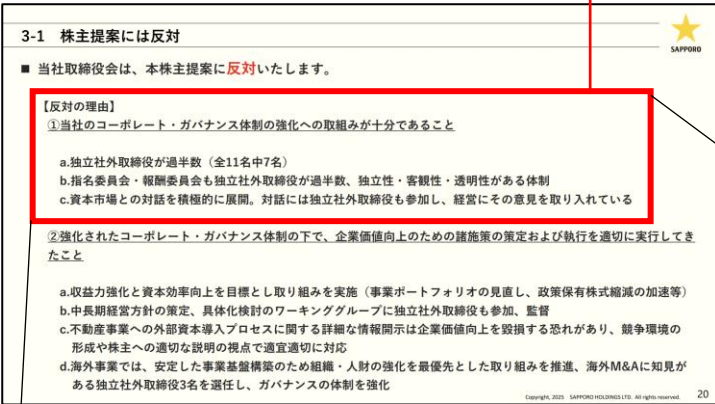 3-1 株主提案には反対
SAPPORO
■ 当社取締役会は、本株主提案に反対いたします。
【反対の理由】
①当社のコーポレート・ガバナンス体制の強化への取組みが十分であること
a.独立社外取締役が過半数（全11名中7名）
b.指名委員会・報酬委員会も独立社外取締役が過半数、独立性・客観性・透明性がある体制
c.資本市場との対話を積極的に展開。対話には独立社外取締役も参加し、経営にその意見を取り入れている
②強化されたコーポレート・ガバナンス体制の下で、企業価値向上のための諸施策の策定および執行を適切に実行してき
たこと
a.収益力強化と資本効率向上を目標とし取り組みを実施（事業ポートフォリオの見直し、政策保有株式縮減の加速等）
b.中長期経営方針の策定、具体化検討のワーキンググループに独立社外取締役も参加、監督
c.不動産事業への外部資本導入プロセスに関する詳細な情報開示は企業価値向上を毀損する恐れがあり、競争環境の
形成や株主への適切な説明の視点で適宜適切に対応
d.海外事業では、安定した事業基盤構築のため組織・人財の強化を最優先とした取り組みを推進、海外M&Aに知見が
ある独立社外取締役3名を選任し、ガバナンスの体制を強化
Copyright, 2025 SAPPORO HOLDINGS LTD. All rights reserved. 20